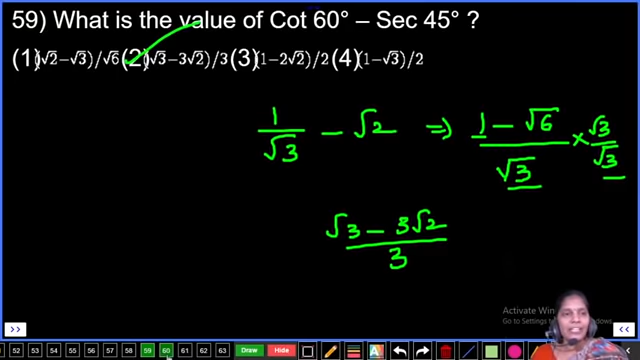 59) What is the value of Cot 60° – Sec 45° ?
(1)(√2−√3)/√6 (2)(√3−3√2)/3 (3)(1−2√2)/2 (4)(1−√3)/2
1/√3 − √2 ⇒ (1 − √6)/√3 × √3/√3
(√3 − 3√2)/3
Activate Win
Go to Settings to
>> 52 53 54 55 56 57 58 59 60 61 62 63 Draw Hide <<